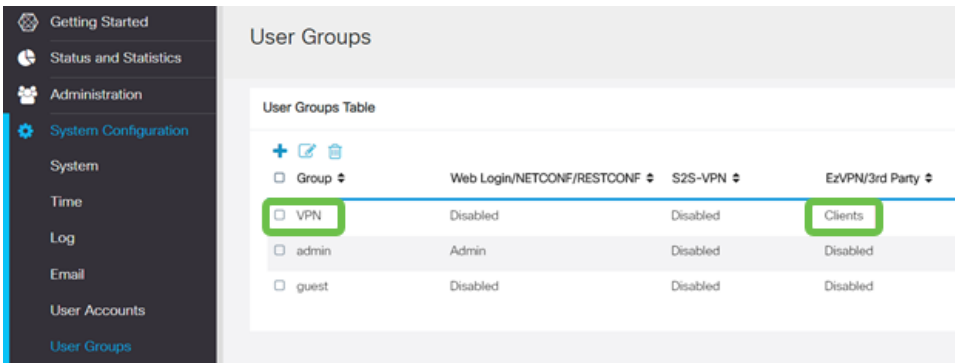 Getting Started
Status and Statistics
Administration
System Configuration
System
Time
Log
Email
User Accounts
User Groups
User Groups
User Groups Table
Group Web Login/NETCONF/RESTCONF S2S-VPN EzVPN/3rd Party
VPN Disabled Disabled Clients
admin Admin Disabled Disabled
guest Disabled Disabled Disabled